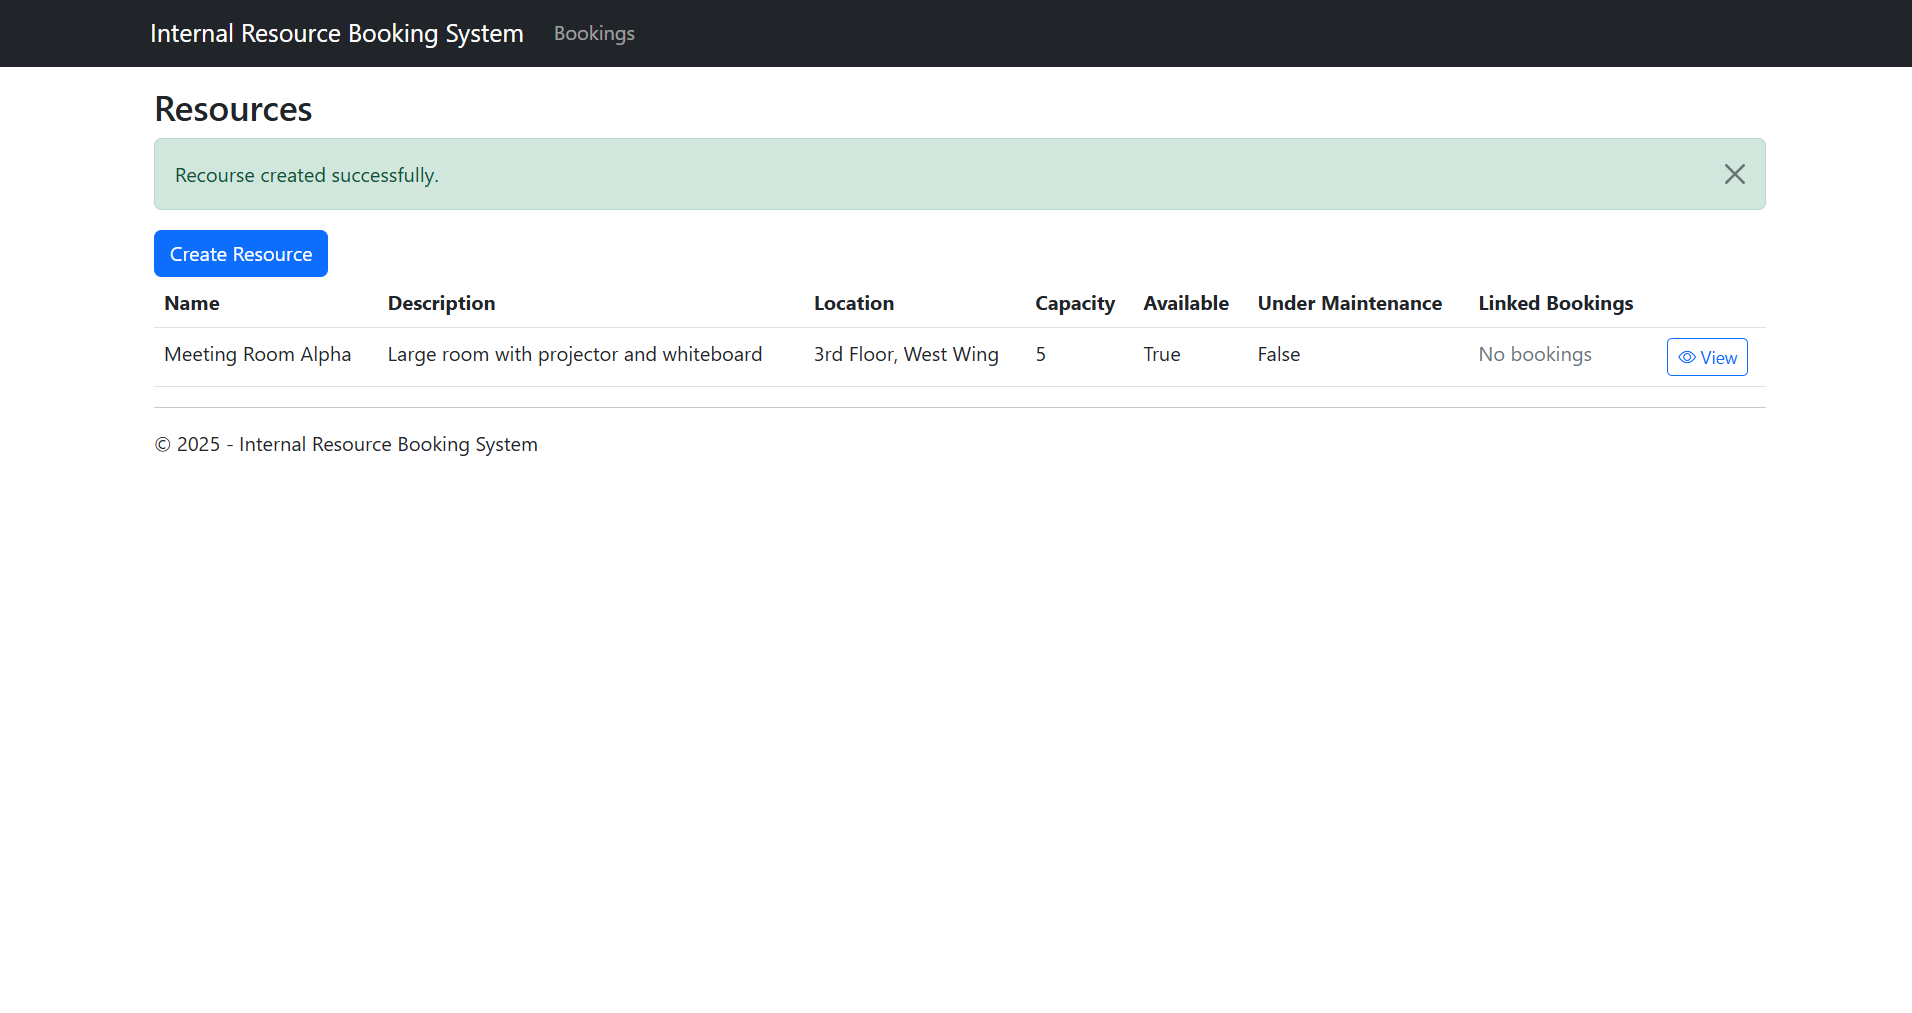 Internal Resource Booking System Bookings
Resources
Recourse created successfully.
Create Resource
Name Description Location Capacity Available Under Maintenance Linked Bookings
Meeting Room Alpha Large room with projector and whiteboard 3rd Floor, West Wing 5 True False No bookings View
© 2025 - Internal Resource Booking System